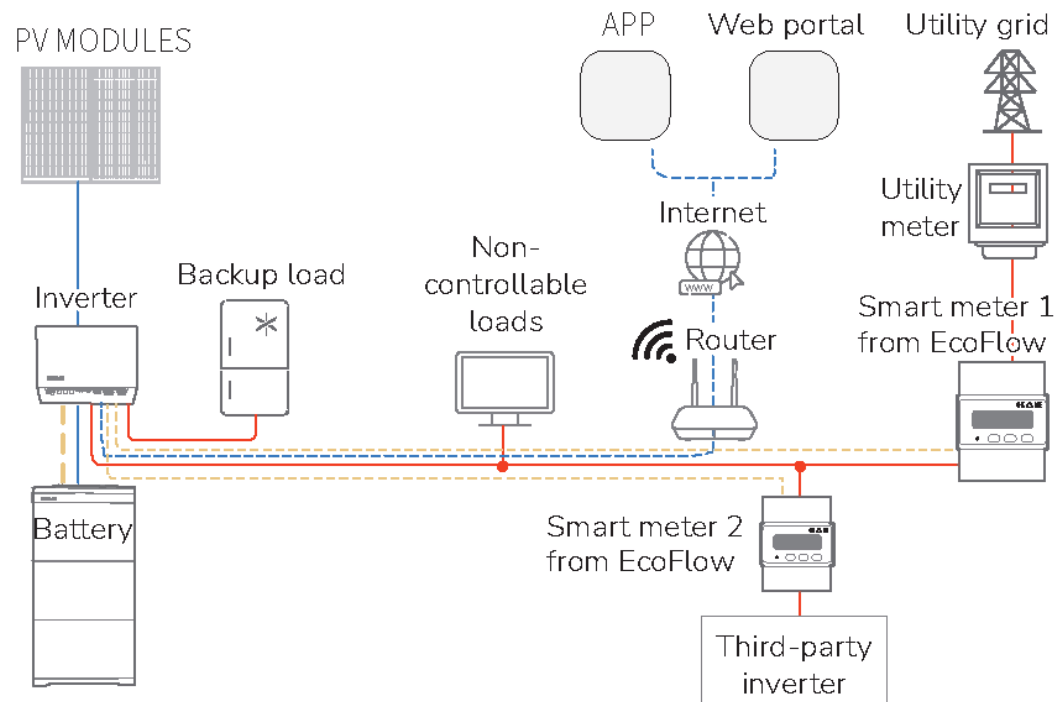 PV MODULES
APP
Web portal
Utility grid
Utility
meter
Internet
WWW
Non-
controllable
loads
Backup load
Inverter
Router
Smart meter 1
from EcoFlow
Battery
Smart meter 2
from EcoFlow
Third-party
inverter